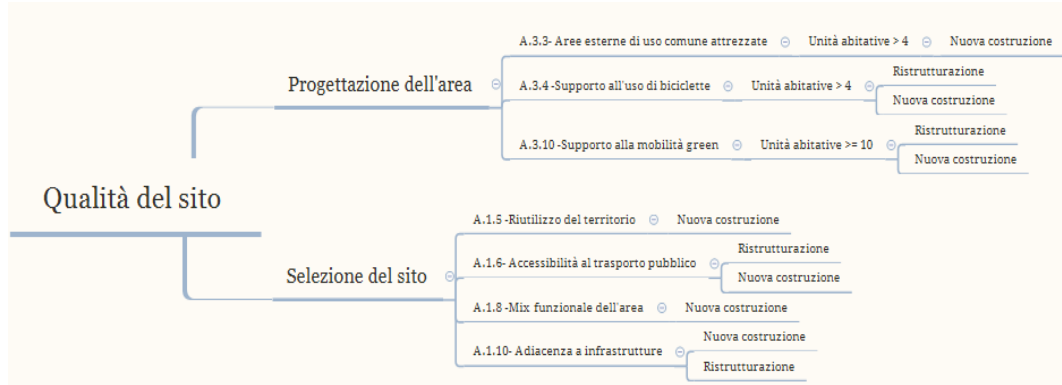 Qualità del sito
Progettazione dell'area
A.3.3- Aree esterne di uso comune attrezzate
Unità abitative > 4
Nuova costruzione
A.3.4 -Supporto all'uso di biciclette
Unità abitative > 4
Ristrutturazione
Nuova costruzione
A.3.10 -Supporto alla mobilità green
Unità abitative >= 10
Ristrutturazione
Nuova costruzione
Selezione del sito
A.1.5 -Riutilizzo del territorio
Nuova costruzione
A.1.6- Accessibilità al trasporto pubblico
Ristrutturazione
Nuova costruzione
A.1.8 -Mix funzionale dell'area
Nuova costruzione
A.1.10- Adiacenza a infrastrutture
Nuova costruzione
Ristrutturazione